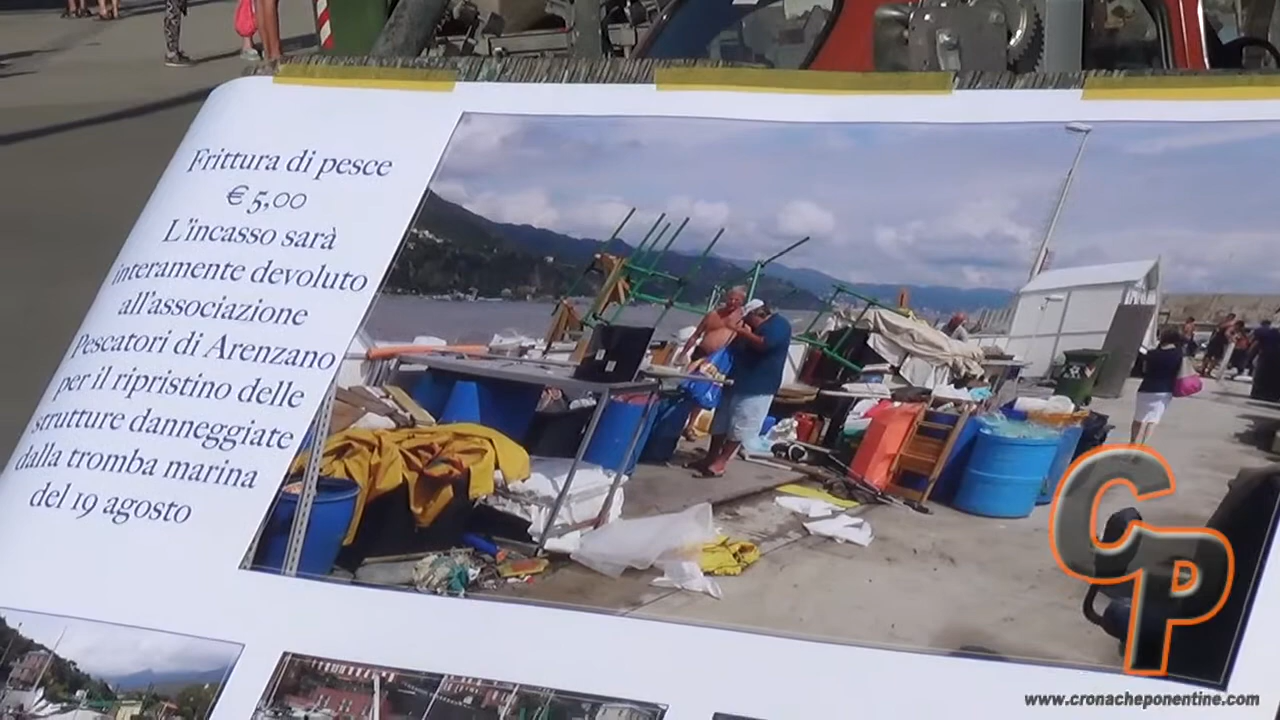 Frittura di pesce
€ 5,00
L'incasso sarà
interamente devoluto
all'associazione
Pescatori di Arenzano
per il ripristino delle
strutture danneggiate
dalla tromba marina
del 19 agosto
CP
www.cronacheponentine.com